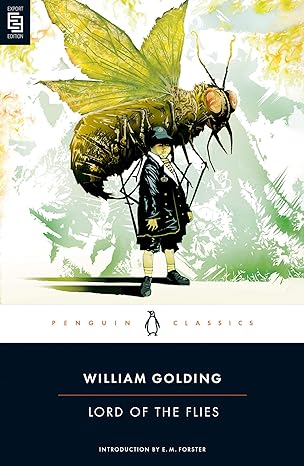 EXPORT
EDITION
PENGUIN CLASSICS
WILLIAM GOLDING
LORD OF THE FLIES
INTRODUCTION BY E. M. FORSTER